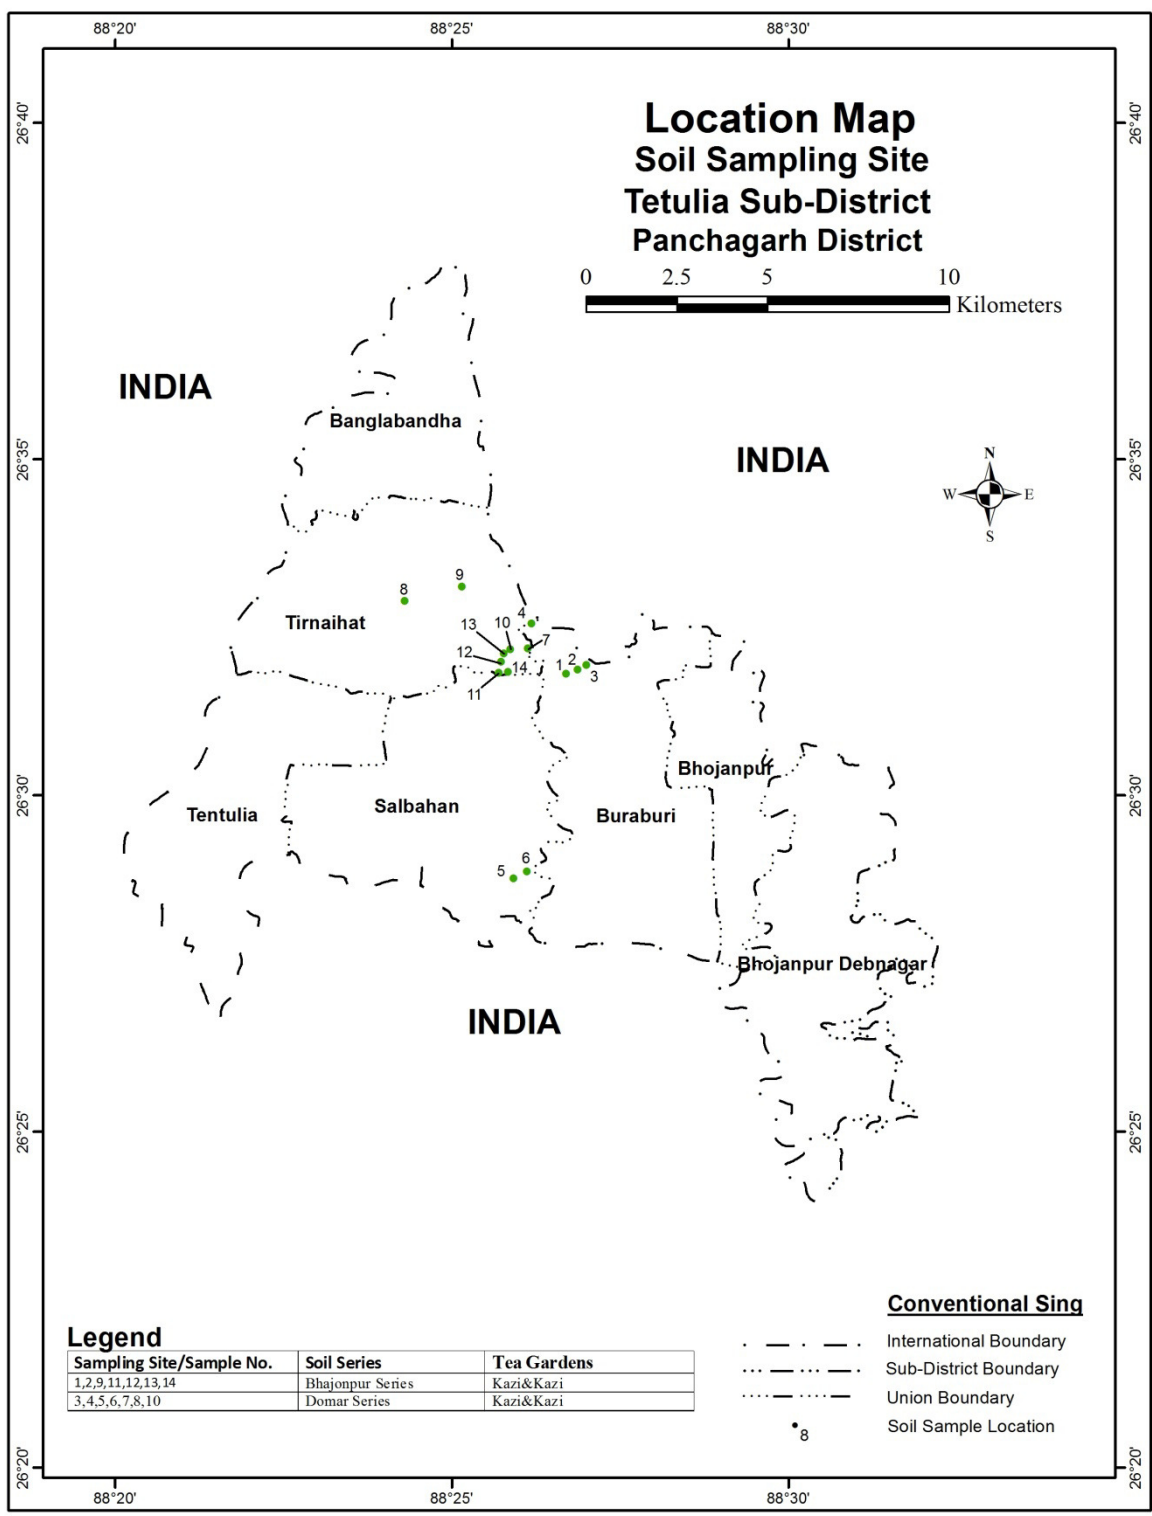 88°20'
88°25'
88°30'
26°40'
26°40'
Location Map
Soil Sampling Site
Tetulia Sub-District
Panchagarh District
0 2.5 5 10
Kilometers
INDIA
Banglabandha
26°35'
INDIA
26°35'
N
W E
S
9
8
Tirnaihat
4
13 10
7
12
14
11
1 2
3
Bhojanpur
26°30'
26°30'
Tentulia
Salbahan
Buraburi
5 6
Bhojanpur Debnagar
INDIA
26°25'
26°25'
Conventional Sing
International Boundary
Sub-District Boundary
Union Boundary
8 Soil Sample Location
Legend
Sampling Site/Sample No. Soil Series Tea Gardens
1,2,9,11,12,13,14 Bhajonpur Series Kazi&Kazi
3,4,5,6,7,8,10 Domar Series Kazi&Kazi
26°20'
26°20'
88°20'
88°25'
88°30'